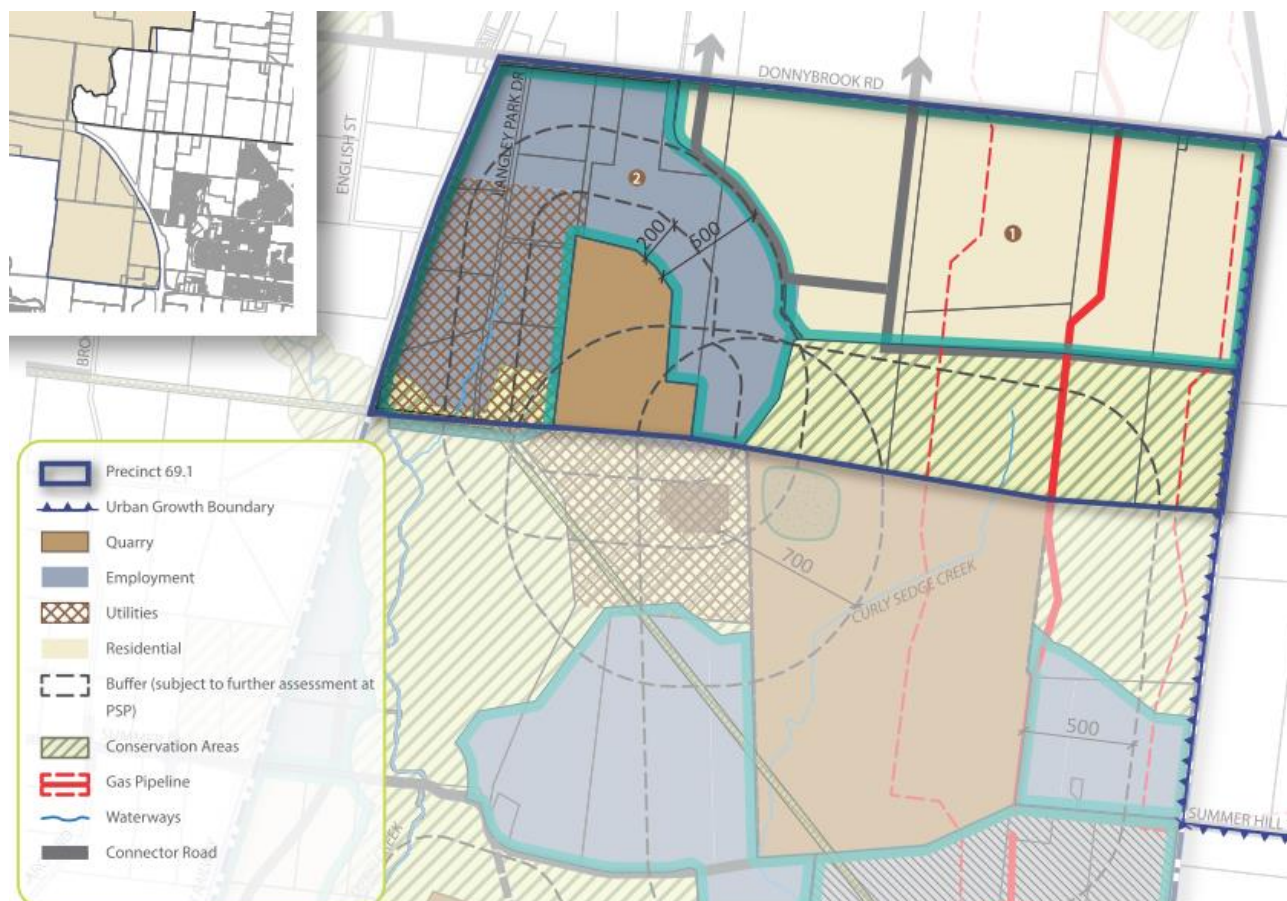 DONNYBROOK RD
LANGLEY PARK DR
ENGLISH ST
2
200
500
1
BRO
Precinct 69.1
Urban Growth Boundary
Quarry
Employment
Utilities
Residential
Buffer (subject to further assessment at
PSP)
Conservation Areas
Gas Pipeline
Waterways
Connector Road
700
CURLY SEDGE CREEK
500
SUMMER HILL
CREEK